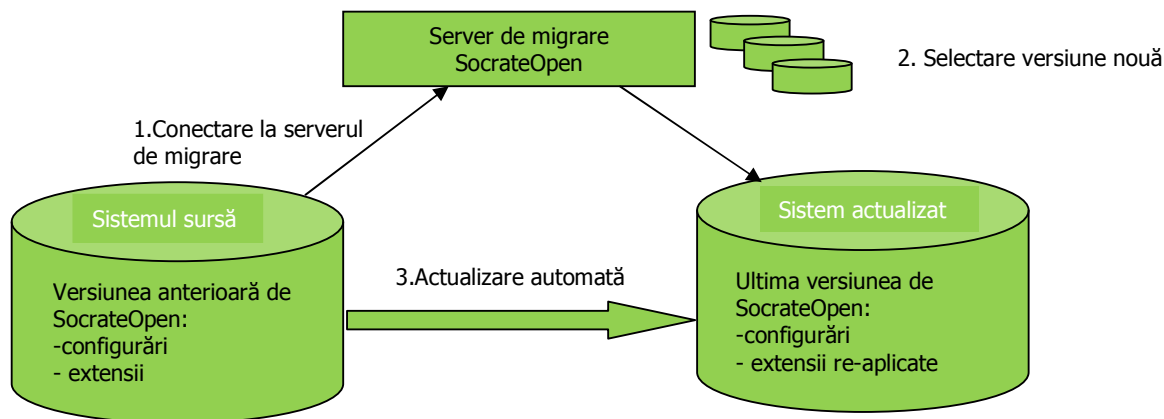 Server de migrare
SocrateOpen
2. Selectare versiune nouă
1.Conectare la serverul
de migrare
Sistemul sursă
Sistem actualizat
3.Actualizare automată
Versiunea anterioară de
SocrateOpen:
-configurări
- extensii
Ultima versiunea de
SocrateOpen:
-configurări
- extensii re-aplicate